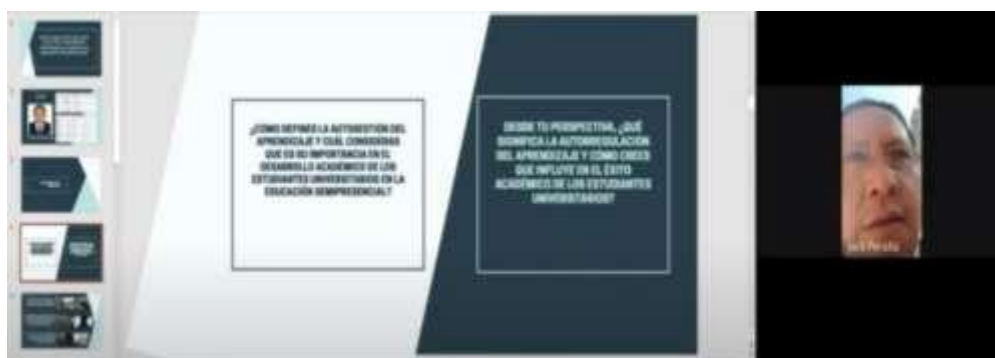 ¿CÓMO DEFINES LA AUTOGESTIÓN DEL
APRENDIZAJE Y CUÁL CONSIDERAS
QUE ES SU IMPORTANCIA EN EL
DESARROLLO ACADÉMICO DE LOS
ESTUDIANTES UNIVERSITARIOS EN LA
EDUCACIÓN SEMIPRESENCIAL?
DESDE TU PERSPECTIVA, ¿QUÉ
SIGNIFICA LA AUTORREGULACIÓN
DEL APRENDIZAJE Y CÓMO CREES
QUE INFLUYE EN EL ÉXITO
ACADÉMICO DE LOS ESTUDIANTES
UNIVERSITARIOS?